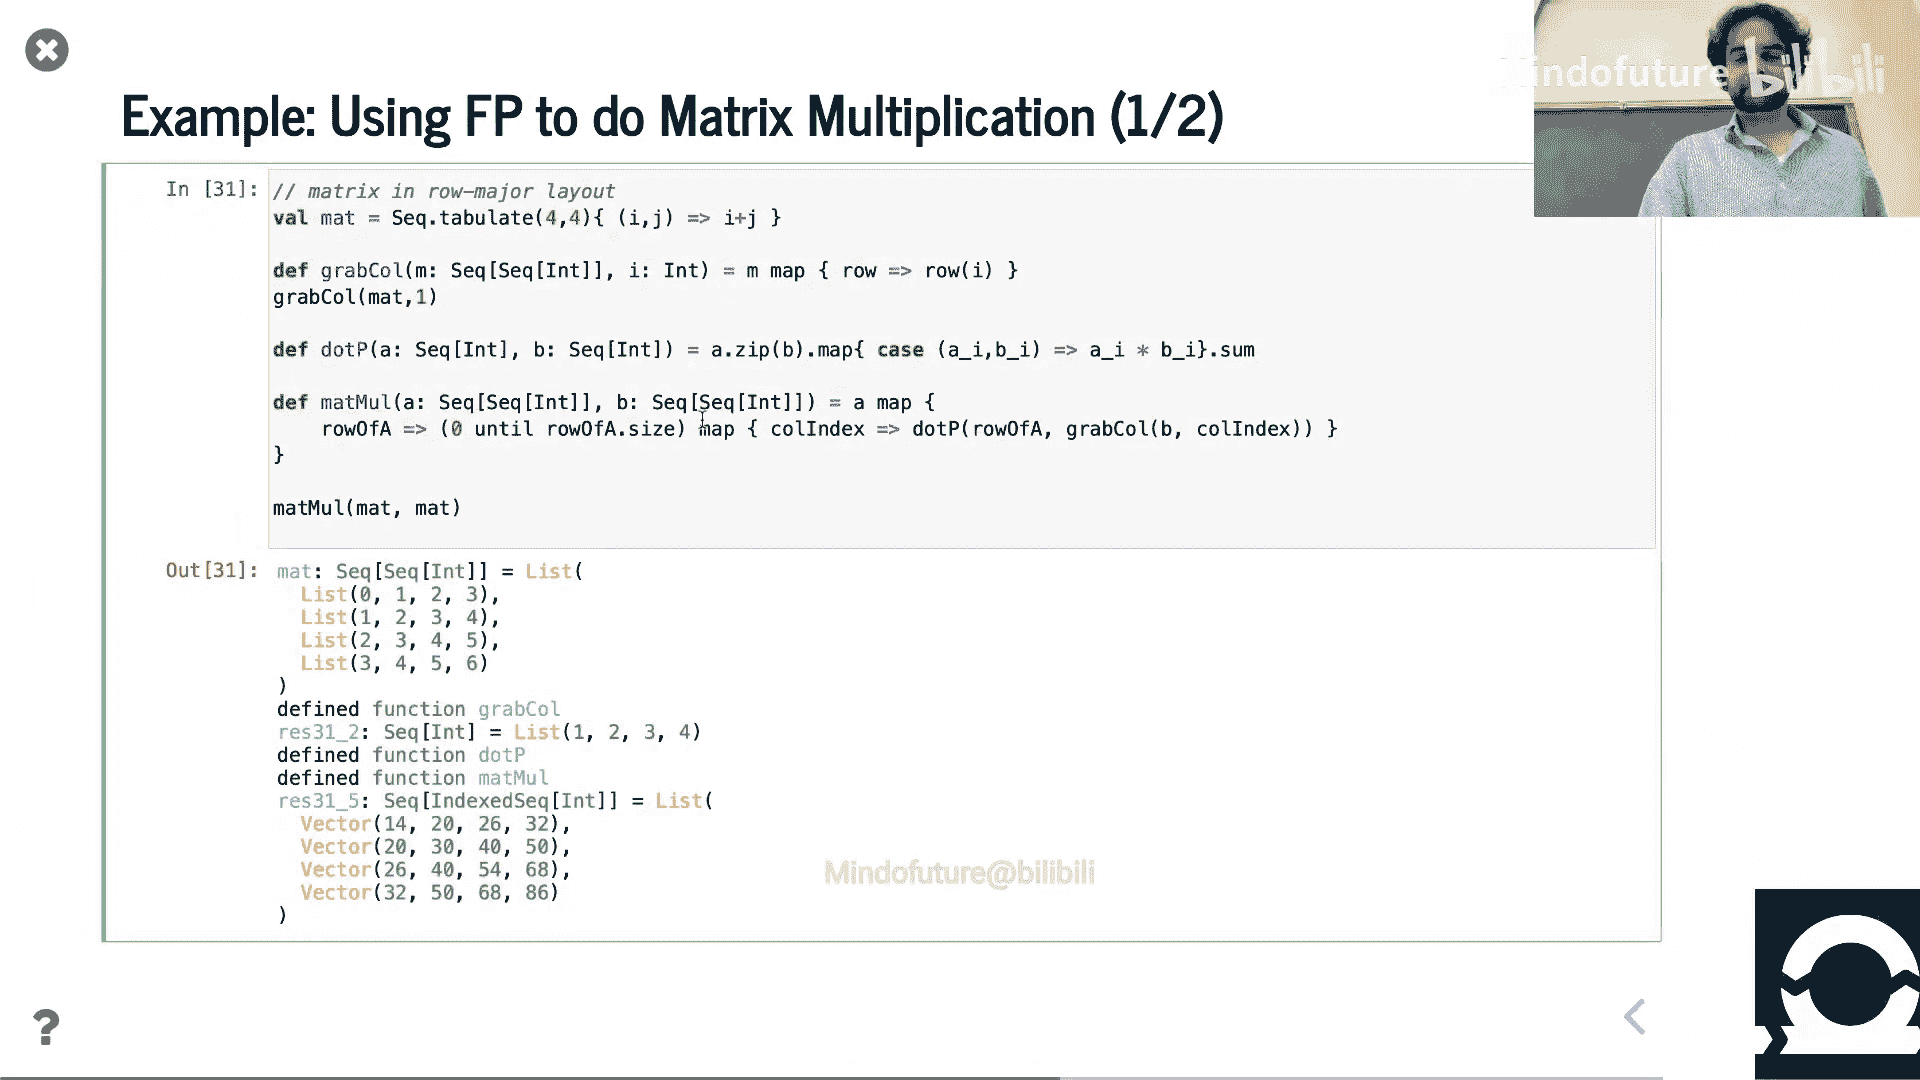 indofuture bilibili
Example: Using FP to do Matrix Multiplication (1/2)
In [31]:
// matrix in row-major layout
val mat = Seq.tabulate(4,4){ (i,j) => i+j }
def grabCol(m: Seq[Seq[Int]], i: Int) = m map { row => row(i) }
grabCol(mat,1)
def dotP(a: Seq[Int], b: Seq[Int]) = a.zip(b).map{ case (a_i,b_i) => a_i * b_i}.sum
def matMul(a: Seq[Seq[Int]], b: Seq[Seq[Int]]) = a map {
rowOfA => (0 until rowOfA.size) map { colIndex => dotP(rowOfA, grabCol(b, colIndex)) }
}
matMul(mat, mat)
Out[31]:
mat: Seq[Seq[Int]] = List(
List(0, 1, 2, 3),
List(1, 2, 3, 4),
List(2, 3, 4, 5),
List(3, 4, 5, 6)
)
defined function grabCol
res31_2: Seq[Int] = List(1, 2, 3, 4)
defined function dotP
defined function matMul
res31_5: Seq[IndexedSeq[Int]] = List(
Vector(14, 20, 26, 32),
Vector(20, 30, 40, 50),
Vector(26, 40, 54, 68),
Vector(32, 50, 68, 86)
)
Mindofuture@bilibili
?